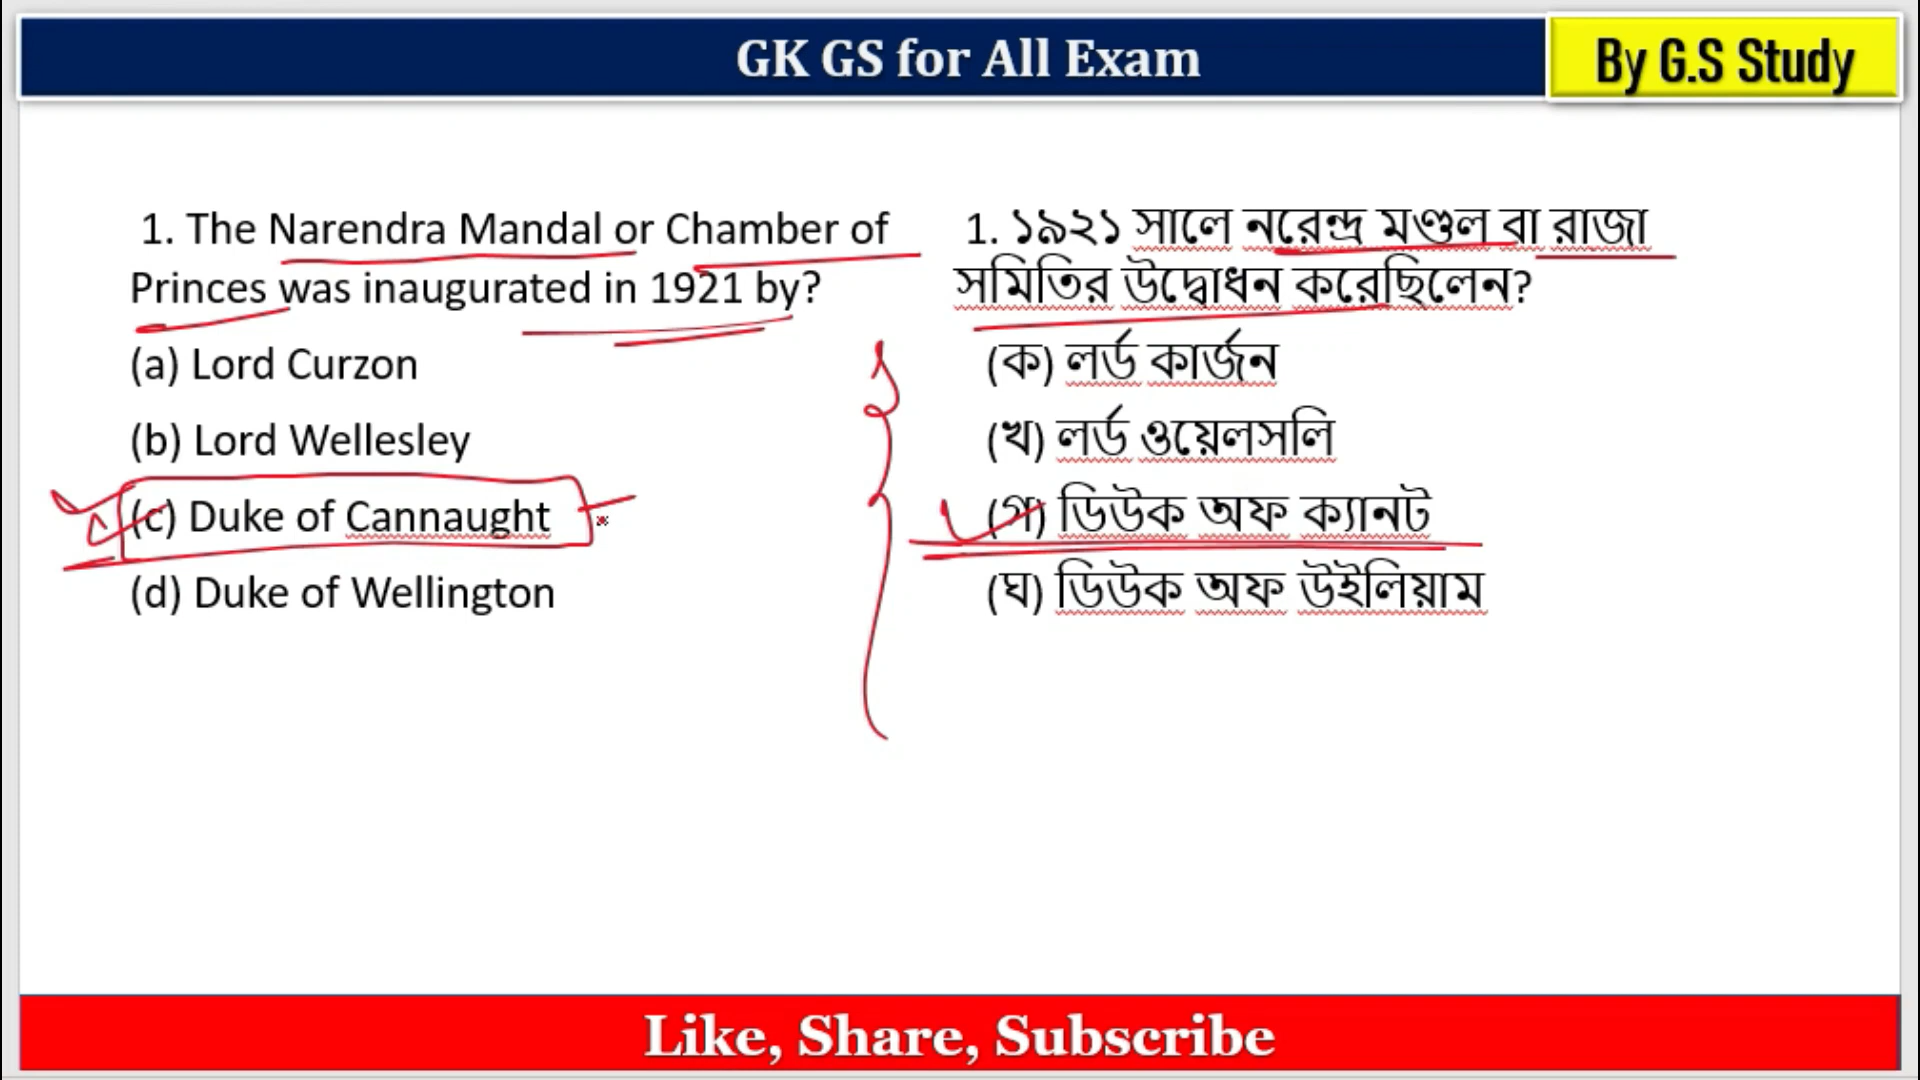 GK GS for All Exam
By G.S Study
1. The Narendra Mandal or Chamber of
Princes was inaugurated in 1921 by?
(a) Lord Curzon
(b) Lord Wellesley
(c) Duke of Cannaught
(d) Duke of Wellington
1. ১৯২১ সালে নরেন্দ্র মণ্ডল বা রাজা
সমিতির উদ্বোধন করেছিলেন?
(ক) লর্ড কার্জন
(খ) লর্ড ওয়েলসলি
(গ) ডিউক অফ ক্যানট
(ঘ) ডিউক অফ উইলিয়াম
Like, Share, Subscribe